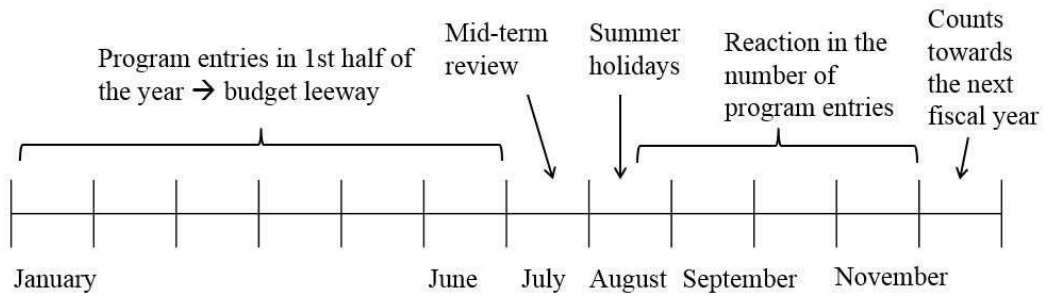 Program entries in 1st half of
the year → budget leeway
Mid-term
review
Summer
holidays
Reaction in the
number of
program entries
Counts
towards
the next
fiscal year
January
June
July
August
September
November